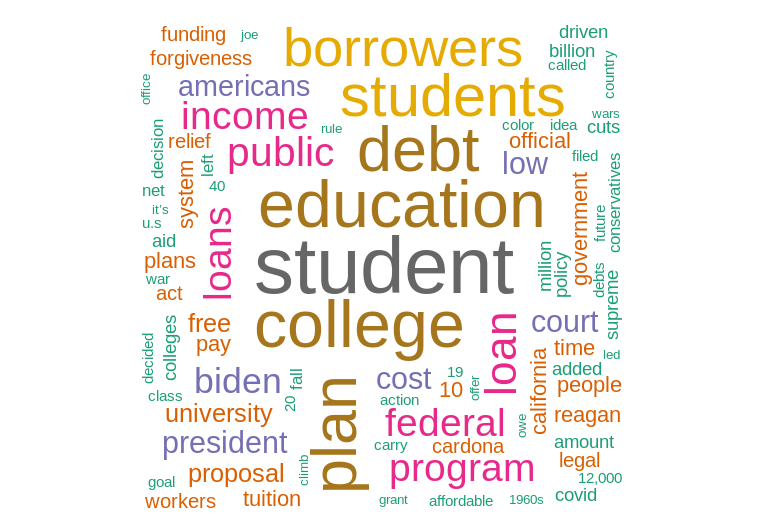 funding
joe
borrowers
driven
billion
forgiveness
called
country
office
americans
students
income
rule
wars
color
idea
cuts
decision
relief
public
debt
official
left
low
filed
conservatives
system
net
40
education
government
it's
u.s
loans
future
aid
student
million
policy
debts
plans
war
act
supreme
college
free
loan
court
pay
colleges
decided
time
led
california
biden
fall
cost
19
10
offer
added
people
class
20
action
plan
university
federal
owe
reagan
president
carry
cardona
amount
proposal
climb
program
legal
goal
12,000
workers
tuition
grant
affordable
1960s
covid